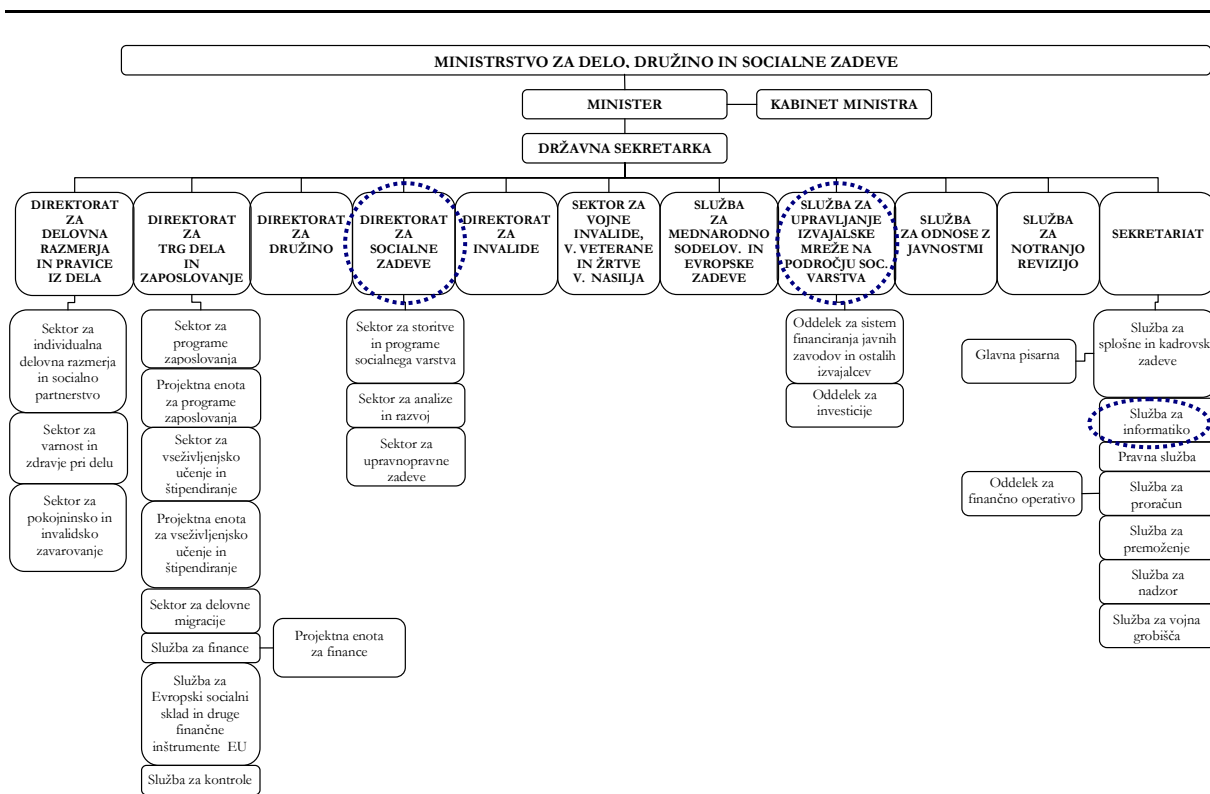 MINISTRSTVO ZA DELO, DRUŽINO IN SOCIALNE ZADEVE
MINISTER
KABINET MINISTRA
DRŽAVNA SEKRETARKA
DIREKTORAT
ZA
DELOVNA
RAZMERJA
IN PRAVICE
IZ DELA
DIREKTORAT
ZA
TRG DELA
IN
ZAPOSLOVANJE
DIREKTORAT
ZA
DRUŽINO
DIREKTORAT
ZA
SOCIALNE
ZADEVE
DIREKTORAT
ZA
INVALIDE
SEKTOR ZA
VOJNE
INVALIDE,
V. VETERANE
IN ŽRTVE
V. NASILJA
SLUŽBA
ZA
MEDNARODNO
SODELOV. IN
EVROPSKE
ZADEVE
SLUŽBA ZA
UPRAVLJANJE
IZVAJALSKE
MREŽE NA
PODROČJU SOC.
VARSTVA
SLUŽBA
ZA ODNOSE Z
JAVNOSTMI
SLUŽBA
ZA
NOTRANJO
REVIZIJO
SEKRETARIAT
Sektor za
individualna
delovna razmerja
in socialno
partnerstvo
Sektor za
varnost in
zdravje pri delu
Sektor za
pokojninsko in
invalidsko
zavarovanje
Sektor za
programe
zaposlovanja
Projektna enota
za programe
zaposlovanja
Sektor za
vseživljenjsko
učenje in
štipendiranje
Projektna enota
za vseživljenjsko
učenje in
štipendiranje
Sektor za delovne
migracije
Služba za finance
Projektna enota
za finance
Služba za
Evropski socialni
sklad in druge
finančne
inštrumente EU
Služba za kontrole
Sektor za storitve
in programe
socialnega varstva
Sektor za analize
in razvoj
Sektor za
upravnopravne
zadeve
Oddelek za sistem
financiranja javnih
zavodov in ostalih
izvajalcev
Oddelek za
investicije
Glavna pisarna
Služba za
splošne in kadrovsk
zadeve
Služba za
informatiko
Pravna služba
Oddelek za
finančno operativo
Služba za
proračun
Služba za
premoženje
Služba za
nadzor
Služba za vojna
grobišča